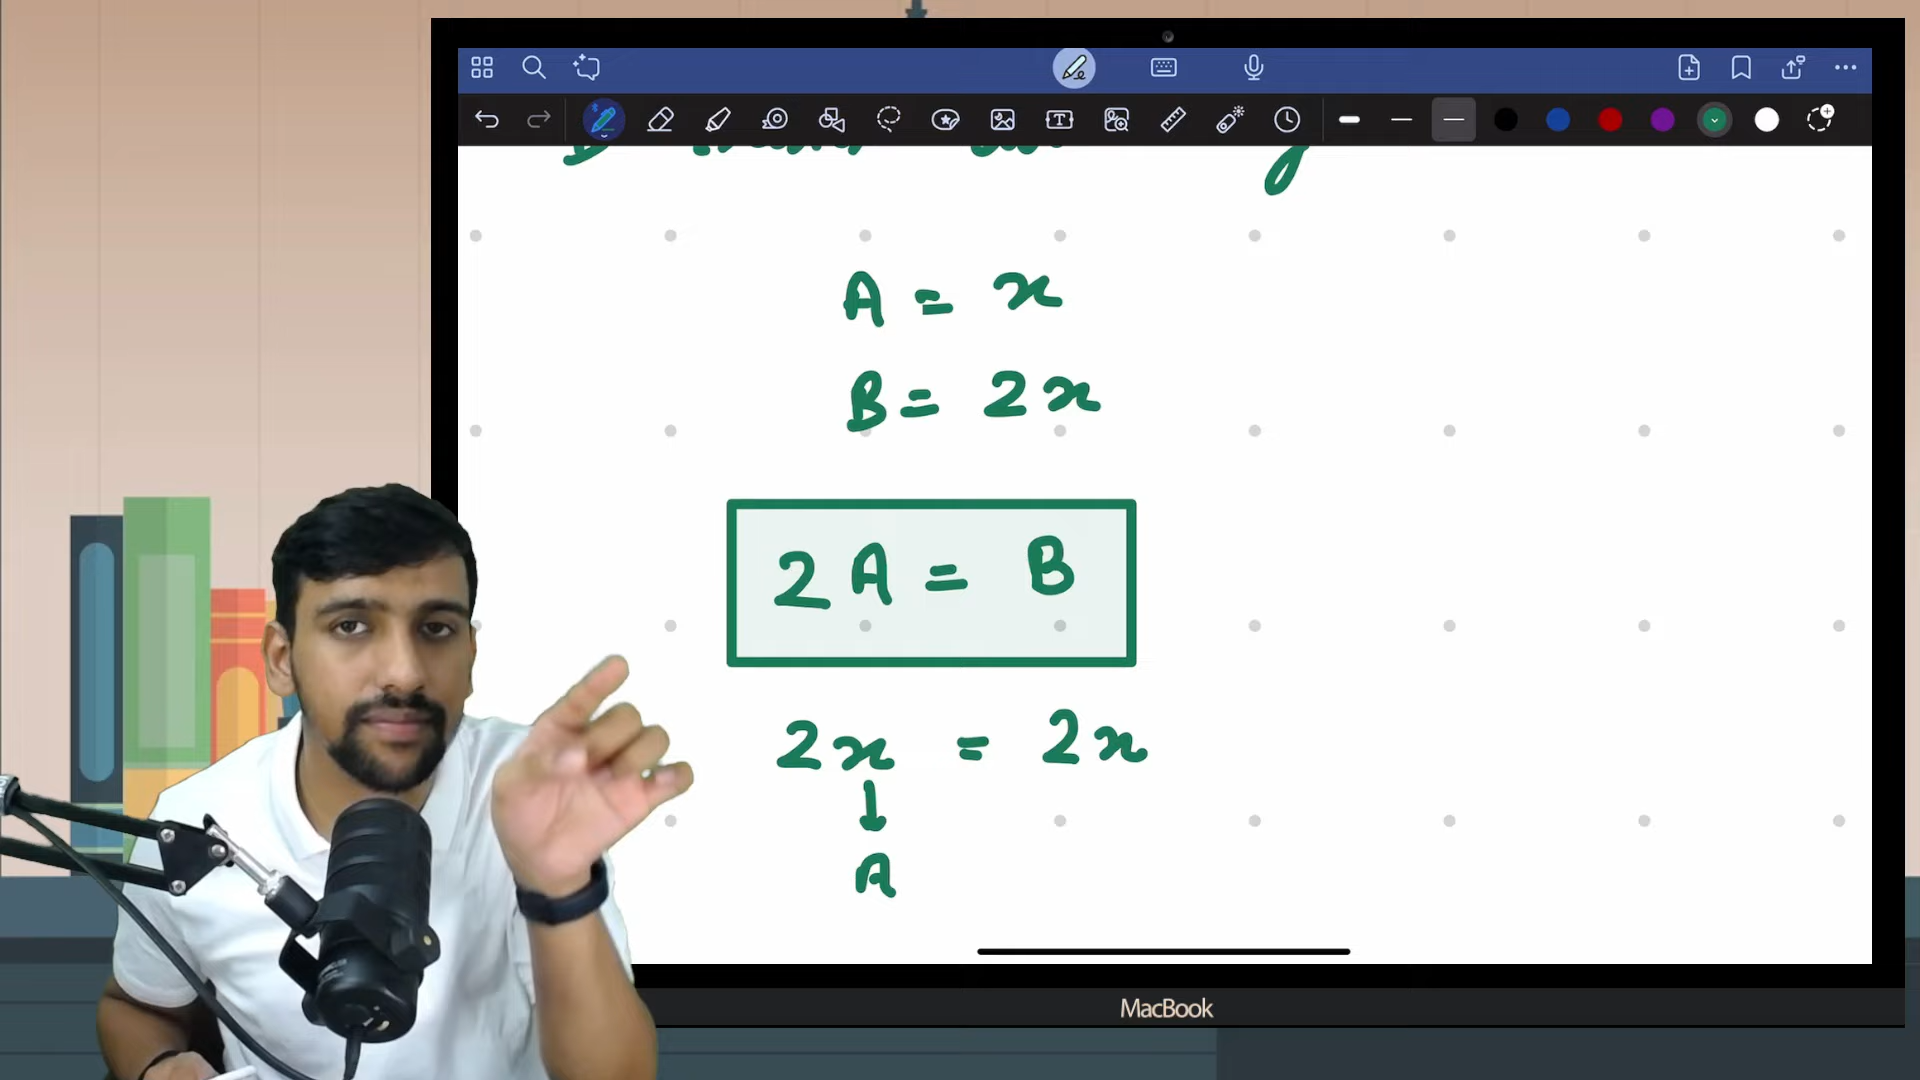 A = x
B = 2x
2A = B
2x = 2x
A
MacBook